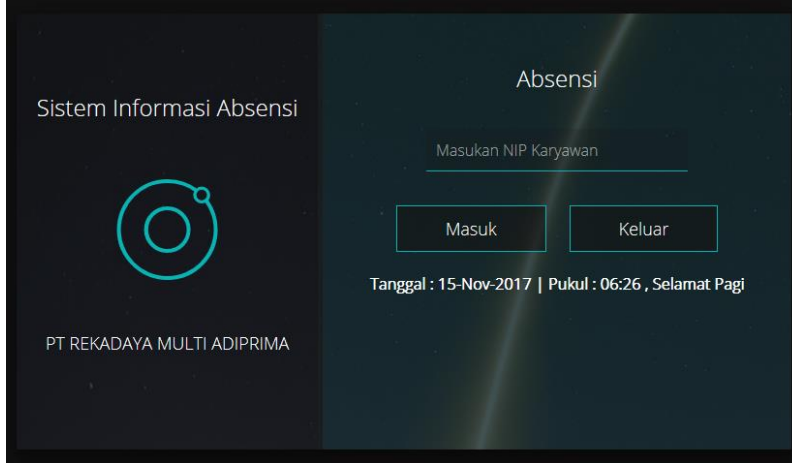 Sistem Informasi Absensi
PT REKADAYA MULTI ADIPRIMA
Absensi
Masukan NIP Karyawan
Masuk
Keluar
Tanggal : 15-Nov-2017 | Pukul : 06:26 , Selamat Pagi